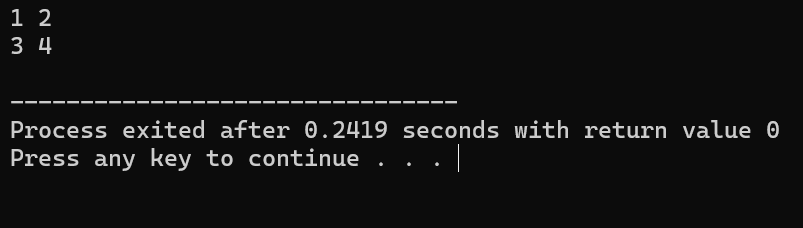 1 2
3 4
--------------------------------
Process exited after 0.2419 seconds with return value 0
Press any key to continue . . .